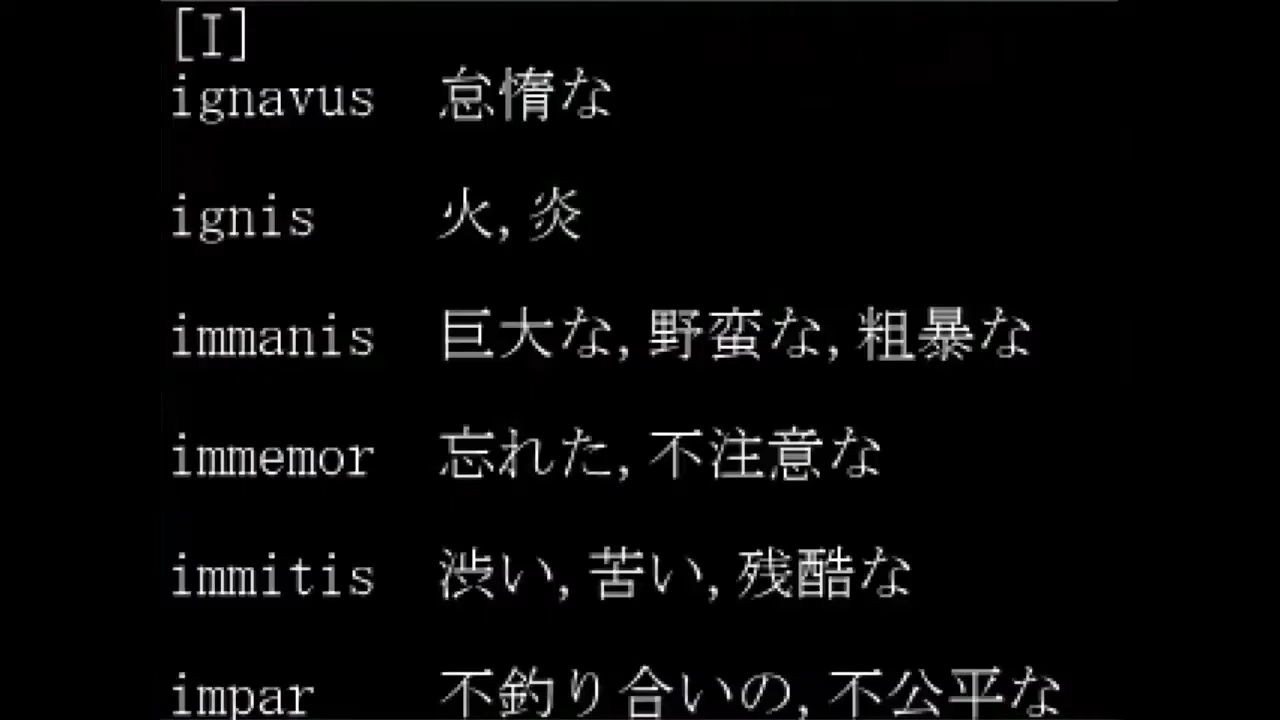 [I]
ignavus 怠惰な
ignis 火,炎
immanis 巨大な,野蛮な,粗暴な
immemor 忘れた,不注意な
immitis 渋い,苦い,残酷な
impar 不釣り合いの,不公平な